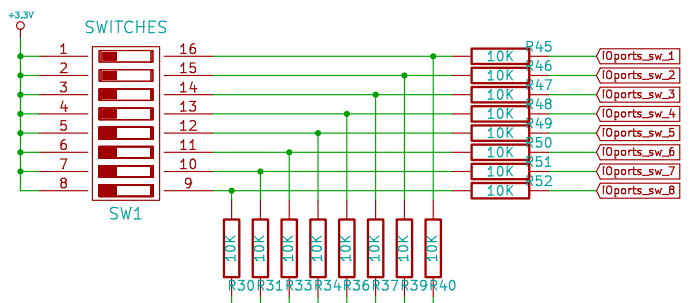 +3.3V
SWITCHES
1 16 10K R45 IOports_sw_1
2 15 10K R46 IOports_sw_2
3 14 10K R47 IOports_sw_3
4 13 10K R48 IOports_sw_4
5 12 10K R49 IOports_sw_5
6 11 10K R50 IOports_sw_6
7 10 10K R51 IOports_sw_7
8 9 10K R52 IOports_sw_8
SW1
10K 10K 10K 10K 10K 10K 10K 10K
R30 R31 R33 R34 R36 R37 R39 R40